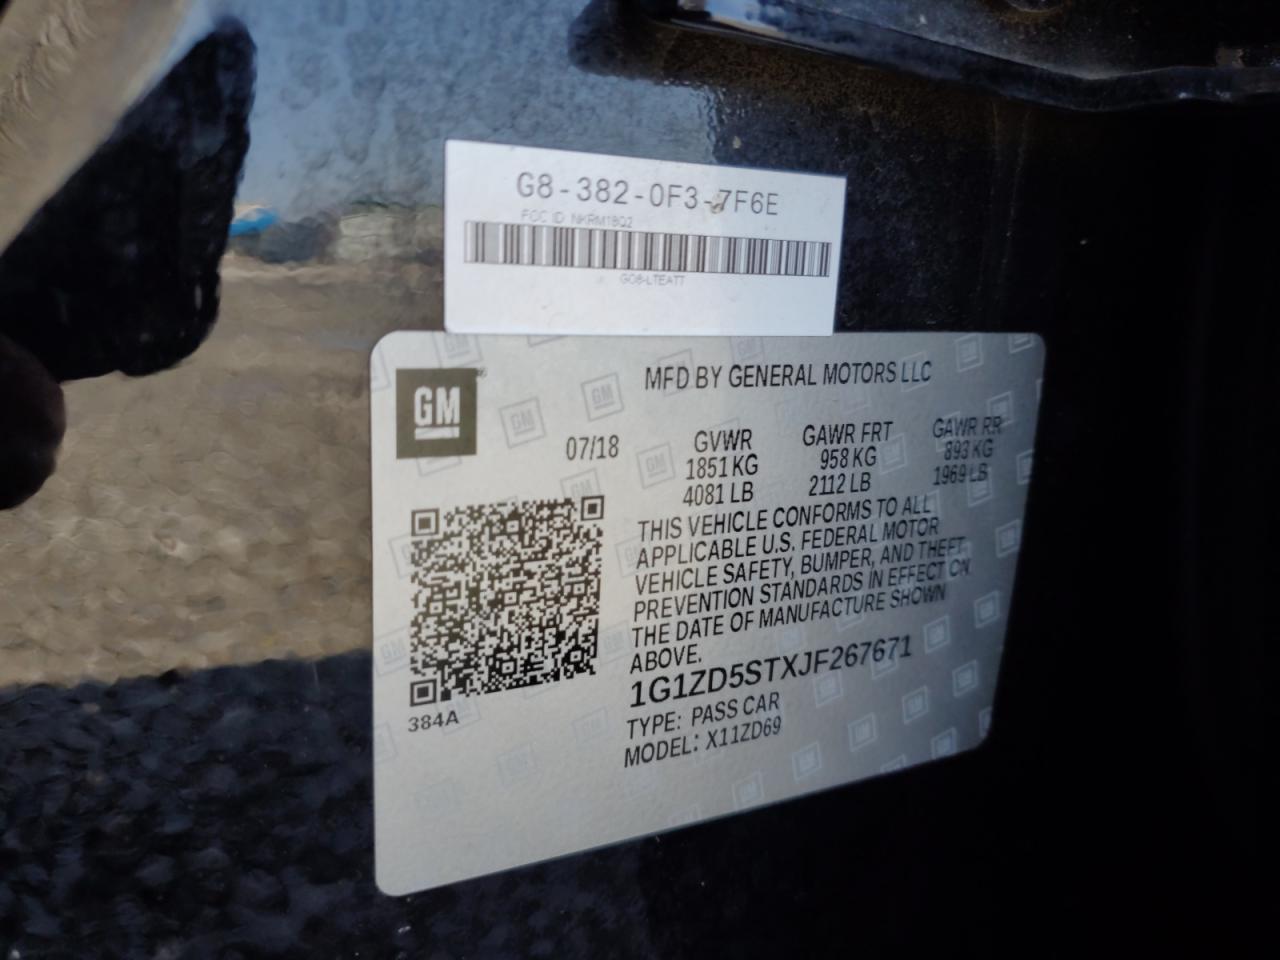 G8-382-0F3-7F6E
FCC ID: NKRM18Q2
GO8-LTEATT
GM
MFD BY GENERAL MOTORS LLC
07/18 GVWR GAWR FRT GAWR RR
1851 KG 958 KG 893 KG
4081 LB 2112 LB 1969 LB
THIS VEHICLE CONFORMS TO ALL
APPLICABLE U.S. FEDERAL MOTOR
VEHICLE SAFETY, BUMPER, AND THEFT
PREVENTION STANDARDS IN EFFECT ON
THE DATE OF MANUFACTURE SHOWN
ABOVE.
1G1ZD5STXJF267671
384A
TYPE: PASS CAR
MODEL: X11ZD69